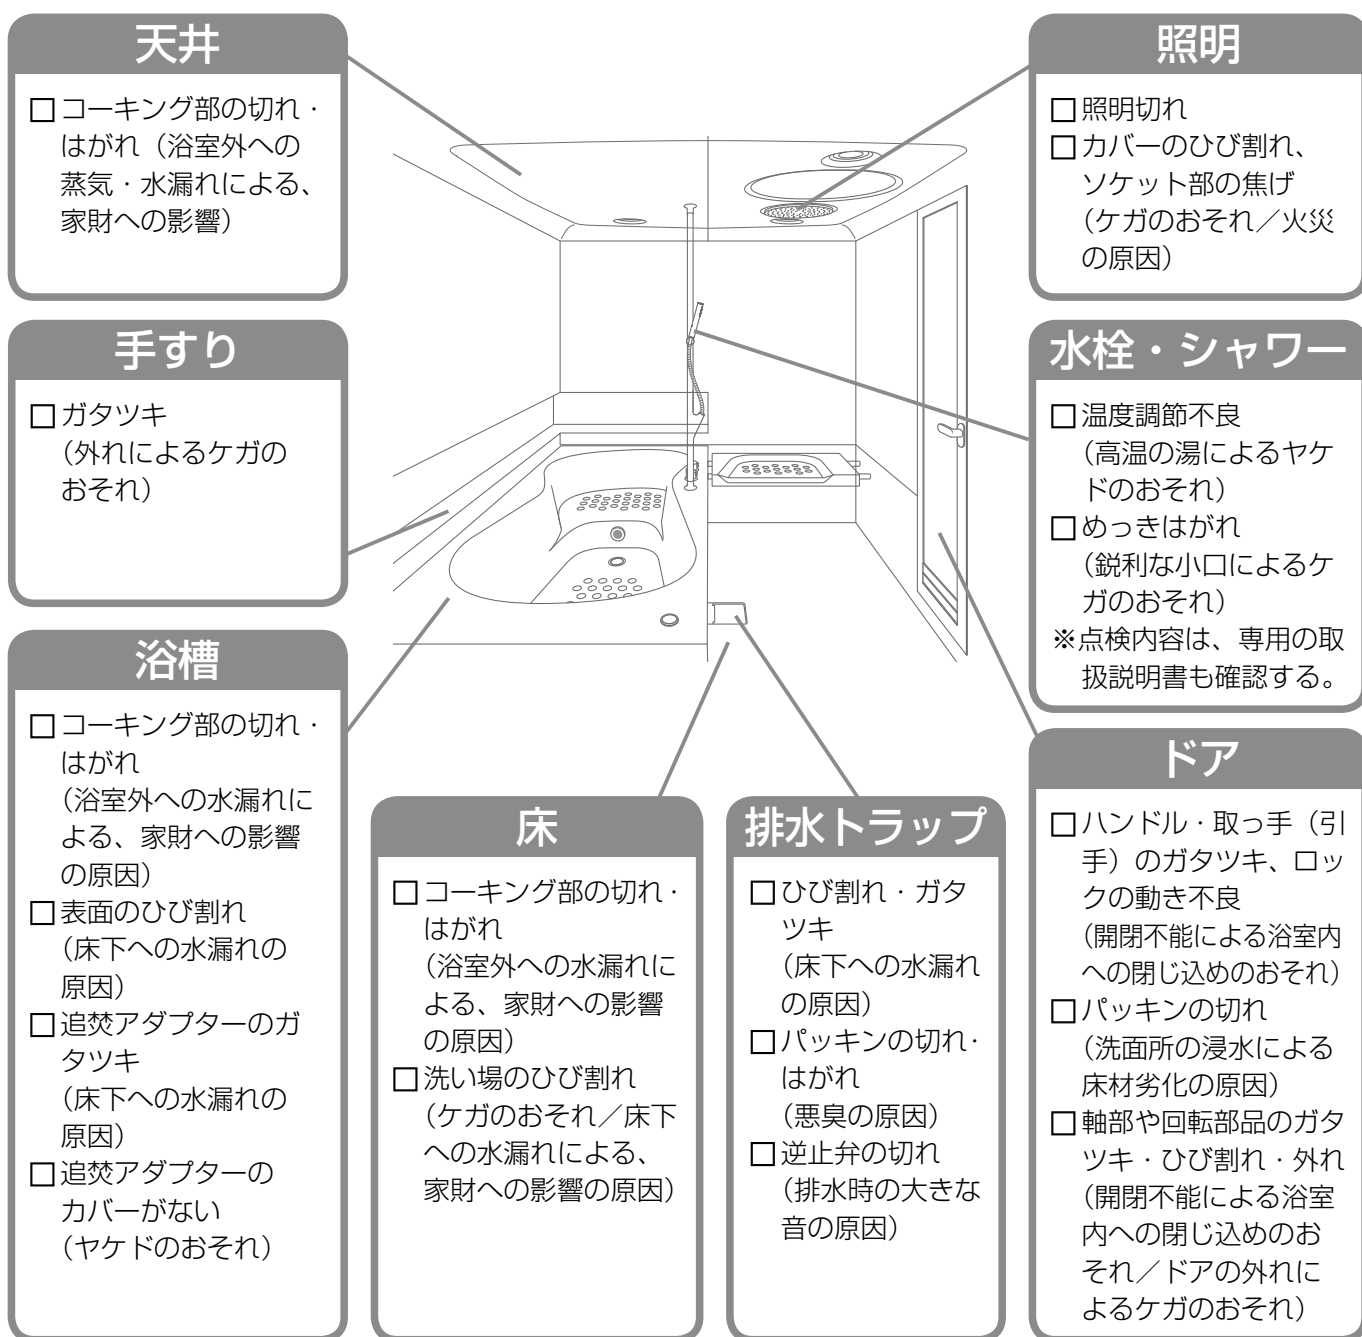 天井
□コーキング部の切れ・
はがれ（浴室外への
蒸気・水漏れによる、
家財への影響）
照明
□照明切れ
□カバーのひび割れ、
ソケット部の焦げ
（ケガのおそれ／火災
の原因）
手すり
□ガタツキ
（外れによるケガの
おそれ）
水栓・シャワー
□温度調節不良
（高温の湯によるヤケ
ドのおそれ）
□めっきはがれ
（鋭利な小口によるケ
ガのおそれ）
※点検内容は、専用の取
扱説明書も確認する。
浴槽
□コーキング部の切れ・
はがれ
（浴室外への水漏れに
よる、家財への影響
の原因）
□表面のひび割れ
（床下への水漏れの
原因）
□追焚アダプターのガ
タツキ
（床下への水漏れの
原因）
□追焚アダプターの
カバーがない
（ヤケドのおそれ）
床
□コーキング部の切れ・
はがれ
（浴室外への水漏れに
よる、家財への影響
の原因）
□洗い場のひび割れ
（ケガのおそれ／床下
への水漏れによる、
家財への影響の原因）
排水トラップ
□ひび割れ・ガタ
ツキ
（床下への水漏れ
の原因）
□パッキンの切れ・
はがれ
（悪臭の原因）
□逆止弁の切れ
（排水時の大きな
音の原因）
ドア
□ハンドル・取っ手（引
手）のガタツキ、ロッ
クの動き不良
（開閉不能による浴室内
への閉じ込めのおそれ）
□パッキンの切れ
（洗面所の浸水による
床材劣化の原因）
□軸部や回転部品のガタ
ツキ・ひび割れ・外れ
（開閉不能による浴室
内への閉じ込めのお
それ／ドアの外れに
よるケガのおそれ）